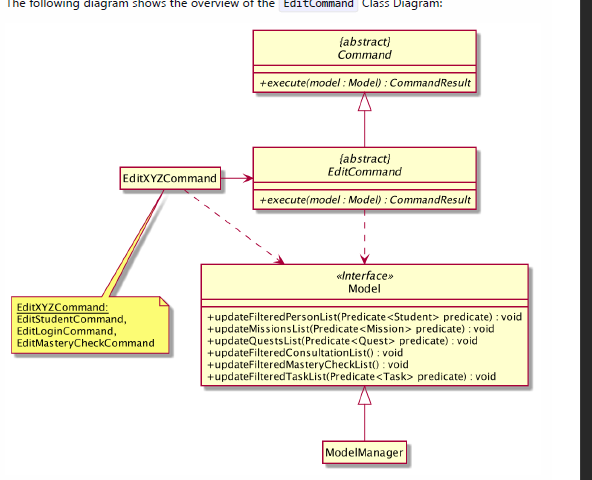 The following diagram shows the overview of the EditCommand Class Diagram:
{abstract}
Command
+execute(model : Model) : CommandResult
{abstract}
EditCommand
+execute(model : Model) : CommandResult
EditXYZCommand
«Interface»
Model
+updateFilteredPersonList(Predicate<Student> predicate) : void
+updateMissionsList(Predicate<Mission> predicate) : void
+updateQuestsList(Predicate<Quest> predicate) : void
+updateFilteredConsultationList() : void
+updateFilteredMasteryCheckList() : void
+updateFilteredTaskList(Predicate<Task> predicate) : void
EditXYZCommand:
EditStudentCommand,
EditLoginCommand,
EditMasteryCheckCommand
ModelManager